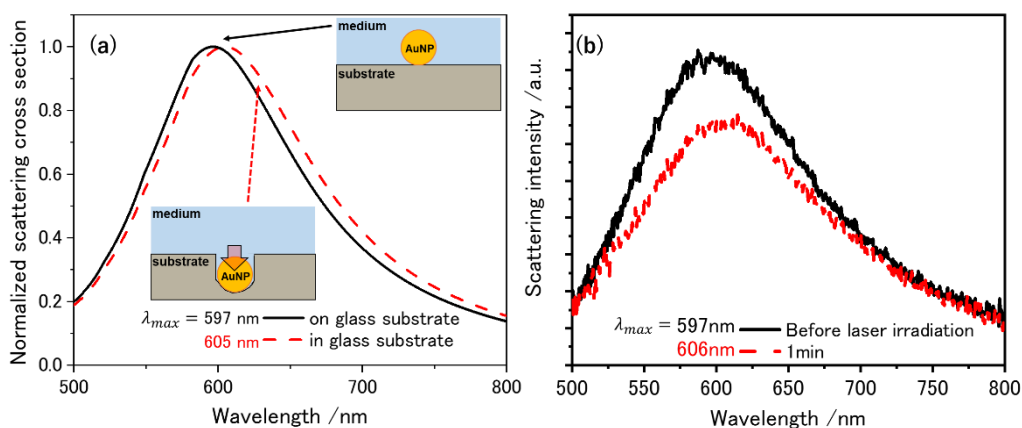 (a)
medium
AuNP
substrate
medium
substrate
AuNP
λmax = 597 nm
on glass substrate
605 nm
in glass substrate
Normalized scattering cross section
1.0
0.8
0.6
0.4
0.2
500
600
700
800
Wavelength /nm
(b)
λmax = 597nm
Before laser irradiation
606nm
1min
Scattering intensity /a.u.
500
550
600
650
700
750
800
Wavelength /nm